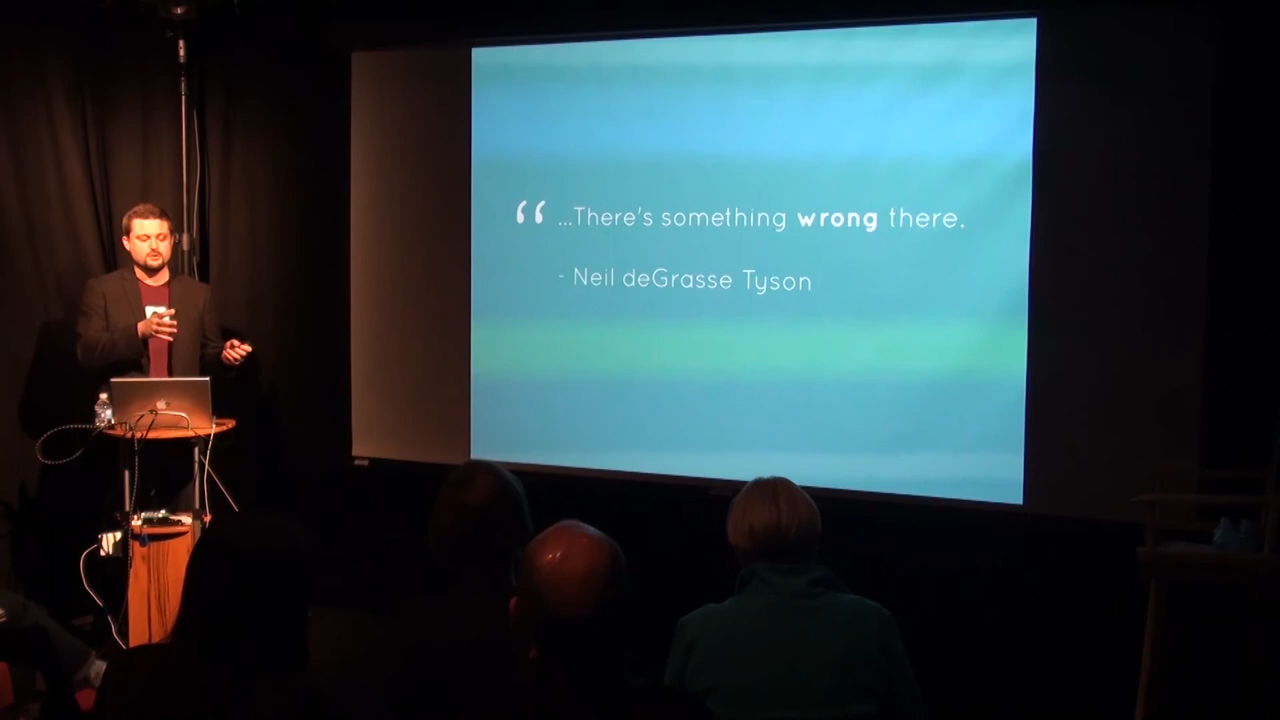 “ ...There's something wrong there.
- Neil deGrasse Tyson